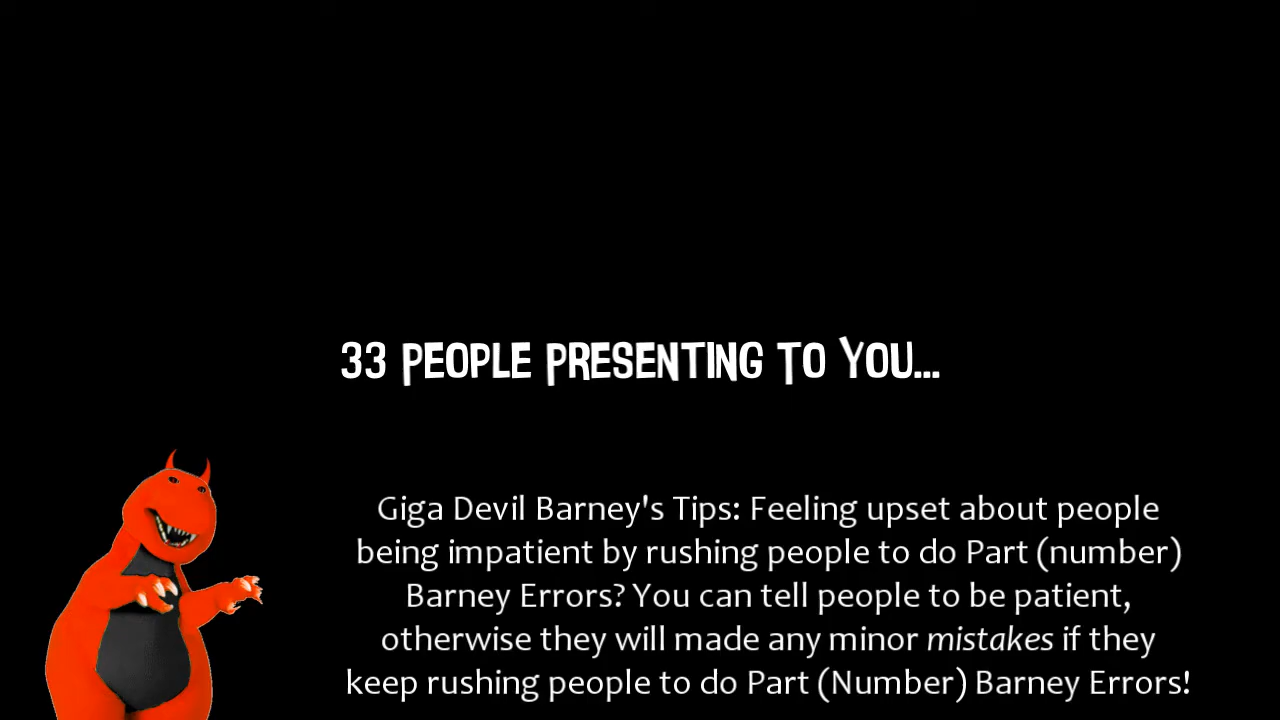 33 PEOPLE PRESENTING TO YOU...
Giga Devil Barney's Tips: Feeling upset about people
being impatient by rushing people to do Part (number)
Barney Errors? You can tell people to be patient,
otherwise they will made any minor mistakes if they
keep rushing people to do Part (Number) Barney Errors!